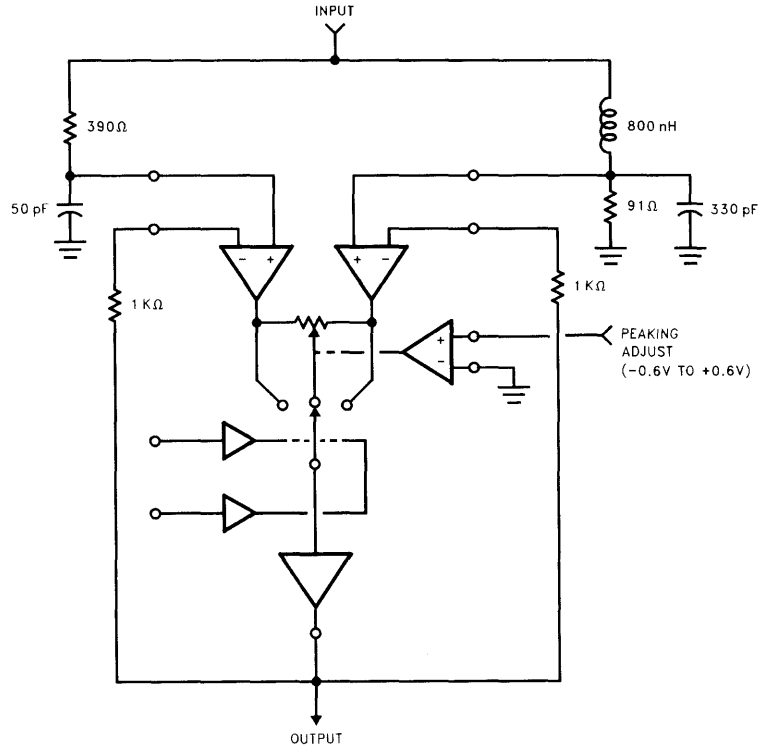 INPUT
390Ω
800 nH
50 pF
91Ω
330 pF
- +
+ -
1 KΩ
1 KΩ
+
-
PEAKING
ADJUST
(-0.6V TO +0.6V)
OUTPUT